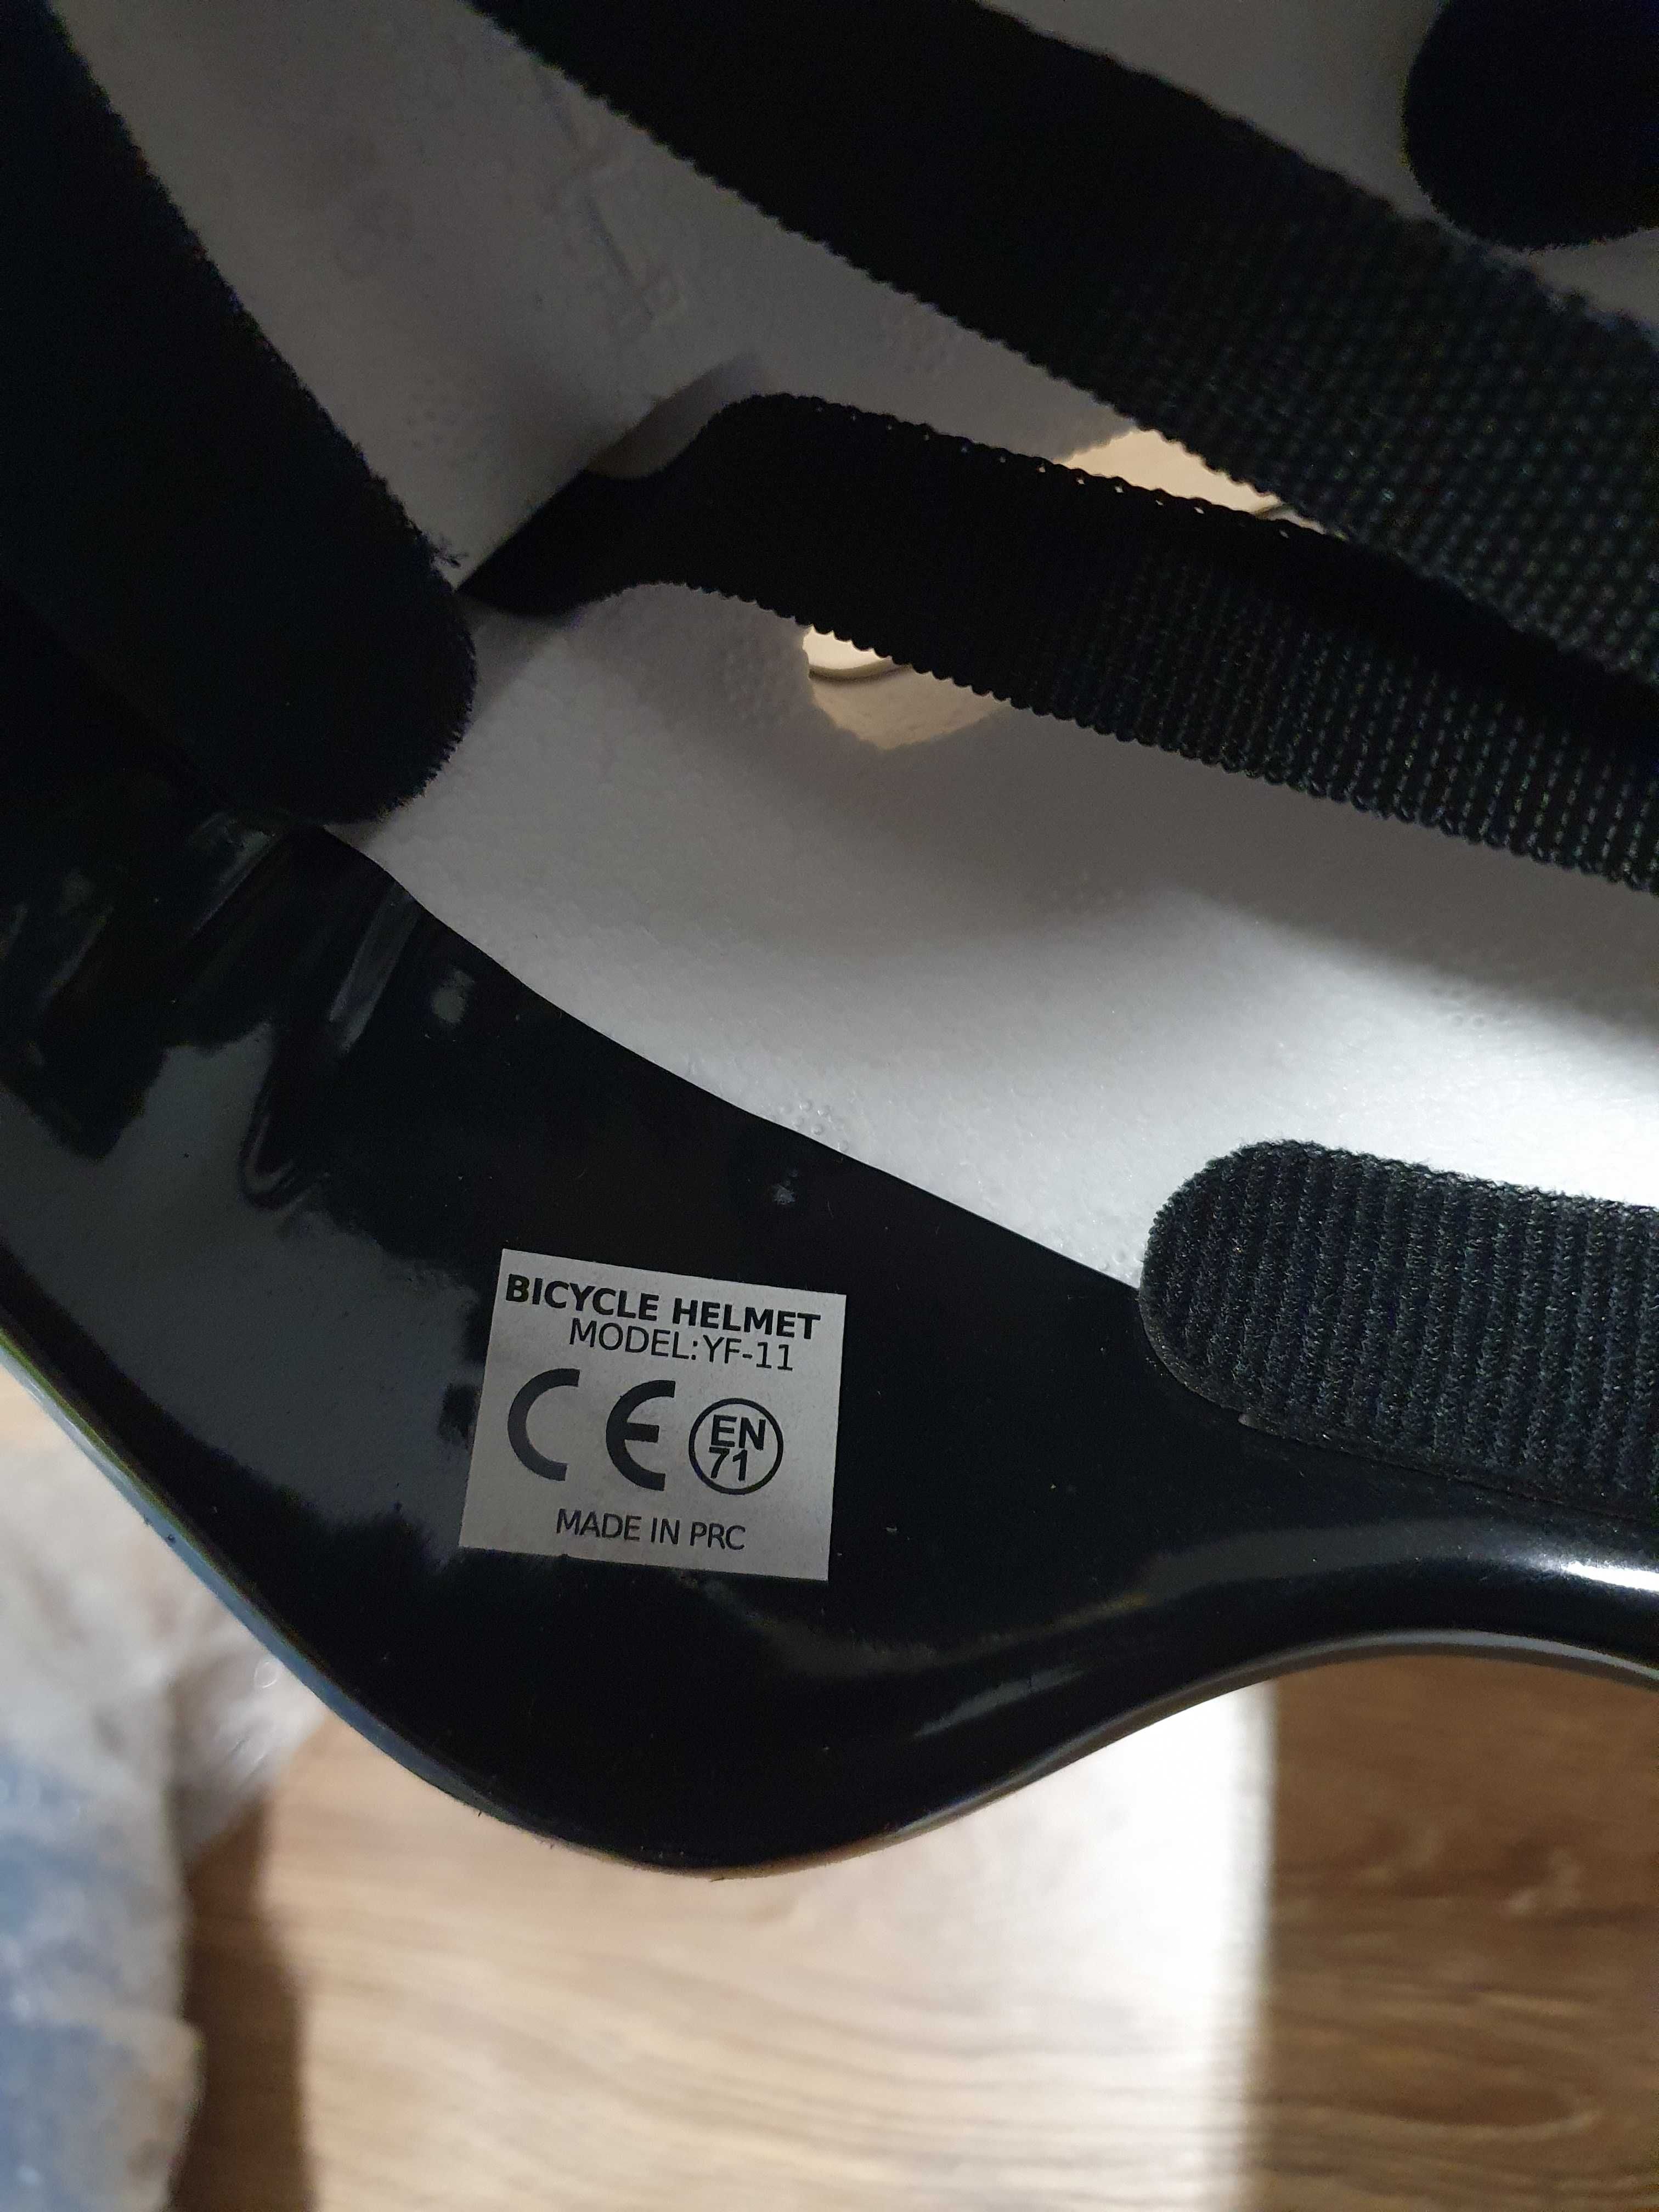 BICYCLE HELMET
MODEL:YF-11
CE EN
71
MADE IN PRC